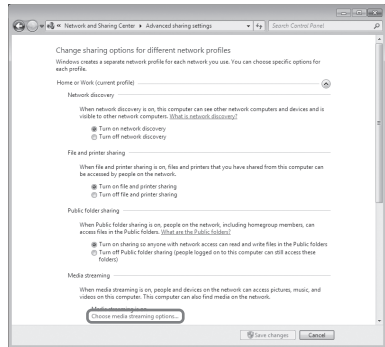 « Network and Sharing Center ▸ Advanced sharing settings
Search Control Panel
Change sharing options for different network profiles
Windows creates a separate network profile for each network you use. You can choose specific options for
each profile.
Home or Work (current profile)
Network discovery
When network discovery is on, this computer can see other network computers and devices and is
visible to other network computers. What is network discovery?
Turn on network discovery
Turn off network discovery
File and printer sharing
When file and printer sharing is on, files and printers that you have shared from this computer can
be accessed by people on the network.
Turn on file and printer sharing
Turn off file and printer sharing
Public folder sharing
When Public folder sharing is on, people on the network, including homegroup members, can
access files in the Public folders. What are the Public folders?
Turn on sharing so anyone with network access can read and write files in the Public folders
Turn off Public folder sharing (people logged on to this computer can still access these
folders)
Media streaming
When media streaming is on, people and devices on the network can access pictures, music, and
videos on this computer. This computer can also find media on the network.
Choose media streaming options...
Save changes
Cancel